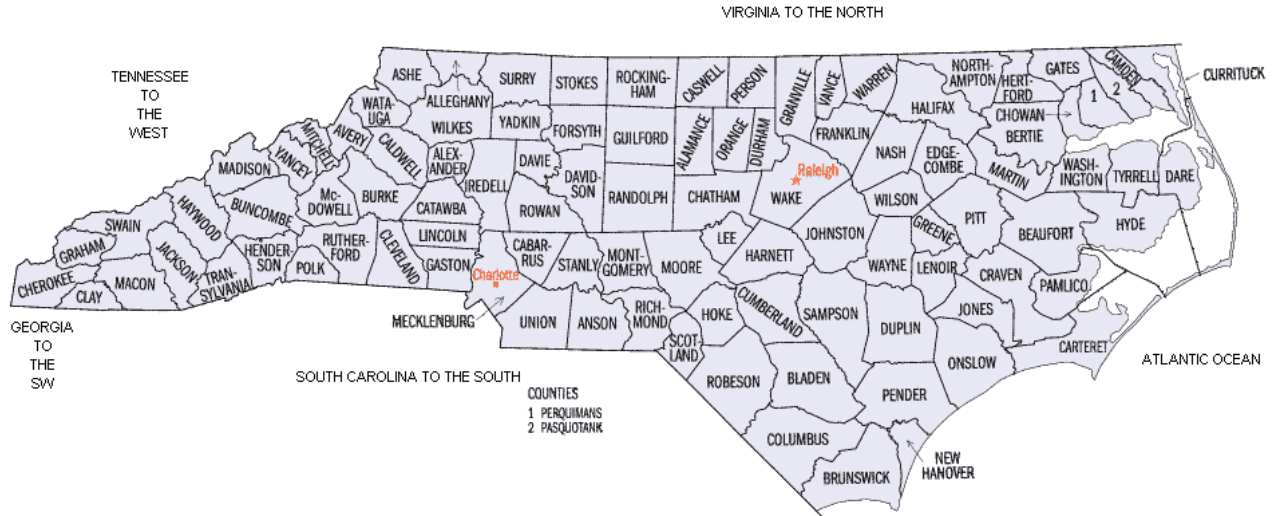 VIRGINIA TO THE NORTH
TENNESSEE
TO
THE
WEST
ASHE
ALLEGHANY
SURRY
STOKES
ROCKING-
HAM
CASWELL
PERSON
GRANVILLE
VANCE
WARREN
NORTH-
AMPTON
HERT-
FORD
GATES
CAMDEN
CURRITUCK
WATA-
UGA
WILKES
YADKIN
FORSYTH
GUILFORD
ALAMANCE
ORANGE
DURHAM
FRANKLIN
HALIFAX
CHOWAN
BERTIE
1
2
MITCHELL
AVERY
CALDWELL
ALEX-
ANDER
IREDELL
DAVIE
DAVID-
SON
RANDOLPH
CHATHAM
Raleigh
WAKE
NASH
EDGE-
COMBE
MARTIN
WASH-
INGTON
TYRRELL
DARE
MADISON
YANCEY
Mc-
DOWELL
BURKE
CATAWBA
ROWAN
WILSON
PITT
BEAUFORT
HYDE
HAYWOOD
BUNCOMBE
SWAIN
GRAHAM
CHEROKEE
CLAY
MACON
JACKSON
TRAN-
SYLVANIA
HENDER-
SON
POLK
RUTHER-
FORD
CLEVELAND
LINCOLN
GASTON
Charlotte
MECKLENBURG
CABAR-
RUS
STANLY
MONT-
GOMERY
MOORE
LEE
HARNETT
JOHNSTON
WAYNE
GREENE
LENOIR
CRAVEN
PAMLICO
JONES
CARTERET
UNION
ANSON
RICH-
MOND
SCOT-
LAND
HOKE
CUMBERLAND
SAMPSON
DUPLIN
ONSLOW
ROBESON
BLADEN
PENDER
COLUMBUS
BRUNSWICK
NEW
HANOVER
GEORGIA
TO
THE
SW
SOUTH CAROLINA TO THE SOUTH
ATLANTIC OCEAN
COUNTIES
1 PERQUIMANS
2 PASQUOTANK